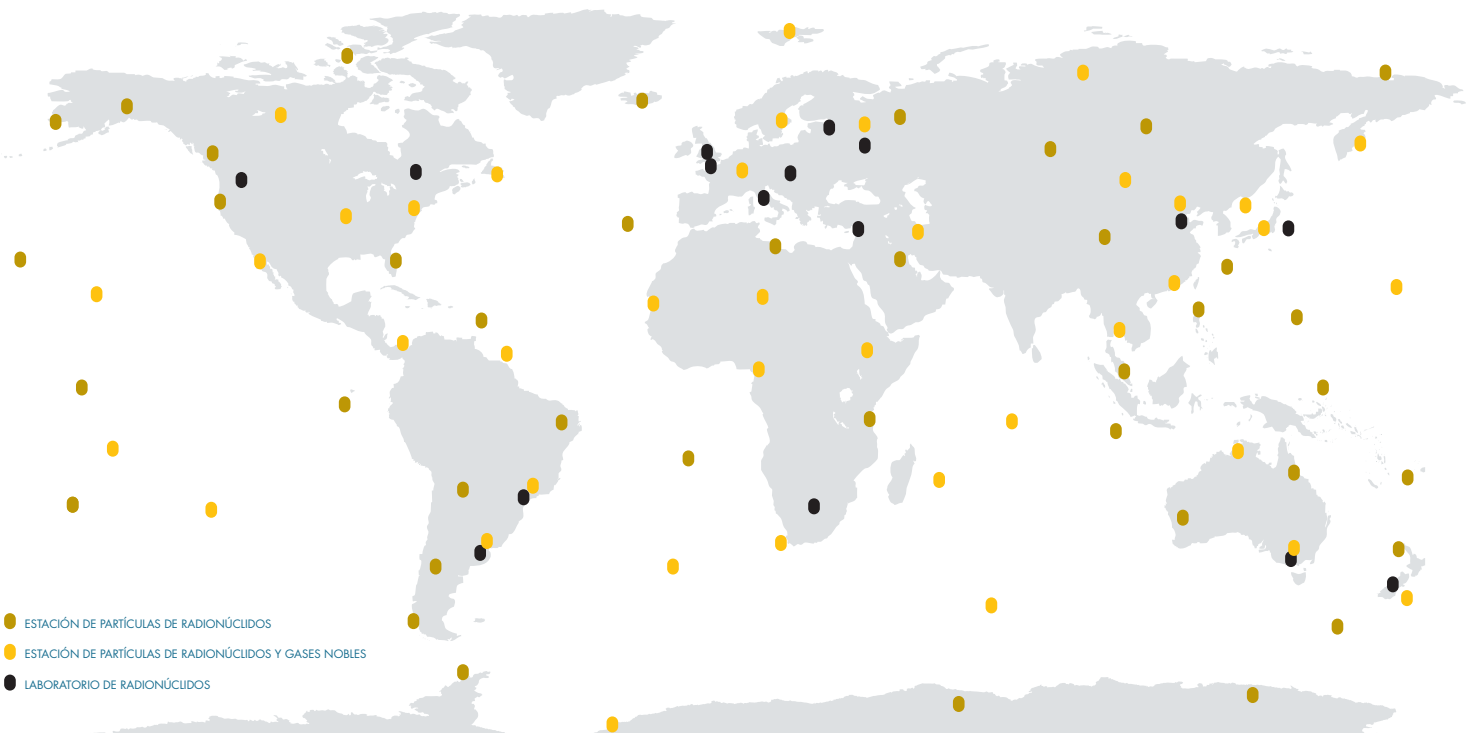 ESTACIÓN DE PARTÍCULAS DE RADIONÚCLIDOS
ESTACIÓN DE PARTÍCULAS DE RADIONÚCLIDOS Y GASES NOBLES
LABORATORIO DE RADIONÚCLIDOS